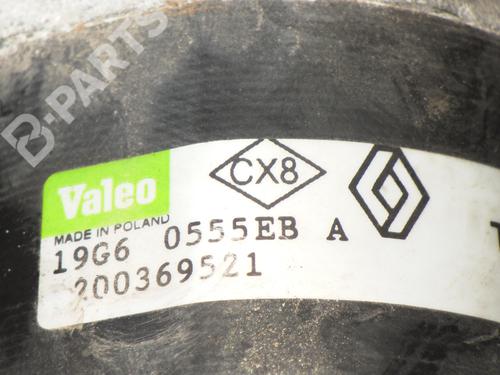 B-PARTS
Valeo
CX8
MADE IN POLAND
19G6 0555EB A
200369521